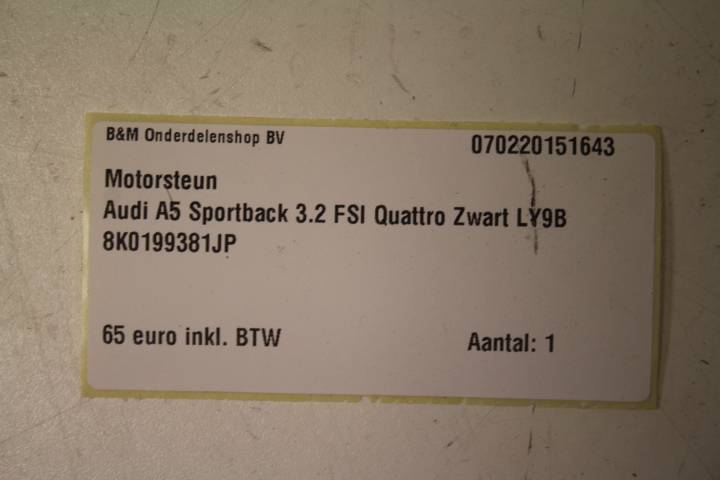 B&M Onderdelenshop BV 070220151643
Motorsteun
Audi A5 Sportback 3.2 FSI Quattro Zwart LY9B
8K0199381JP
65 euro inkl. BTW Aantal: 1